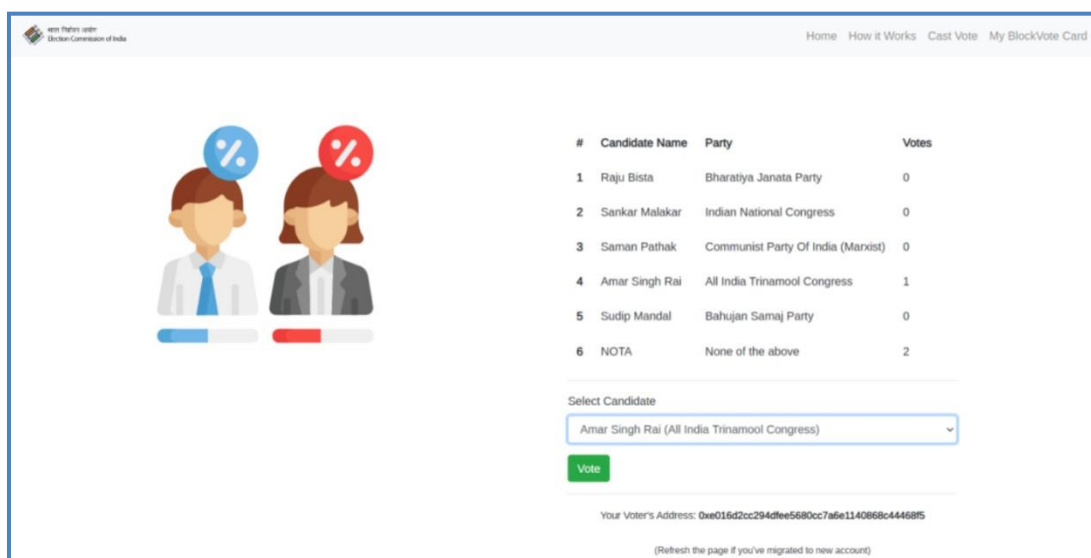 भारत निर्वाचन आयोग
Election Commission of India
Home How it Works Cast Vote My BlockVote Card
# Candidate Name Party Votes
1 Raju Bista Bharatiya Janata Party 0
2 Sankar Malakar Indian National Congress 0
3 Saman Pathak Communist Party Of India (Marxist) 0
4 Amar Singh Rai All India Trinamool Congress 1
5 Sudip Mandal Bahujan Samaj Party 0
6 NOTA None of the above 2
Select Candidate
Amar Singh Rai (All India Trinamool Congress)
Vote
Your Voter's Address: 0xe016d2cc294dfee5680cc7a6e1140868c44468f5
(Refresh the page if you've migrated to new account)